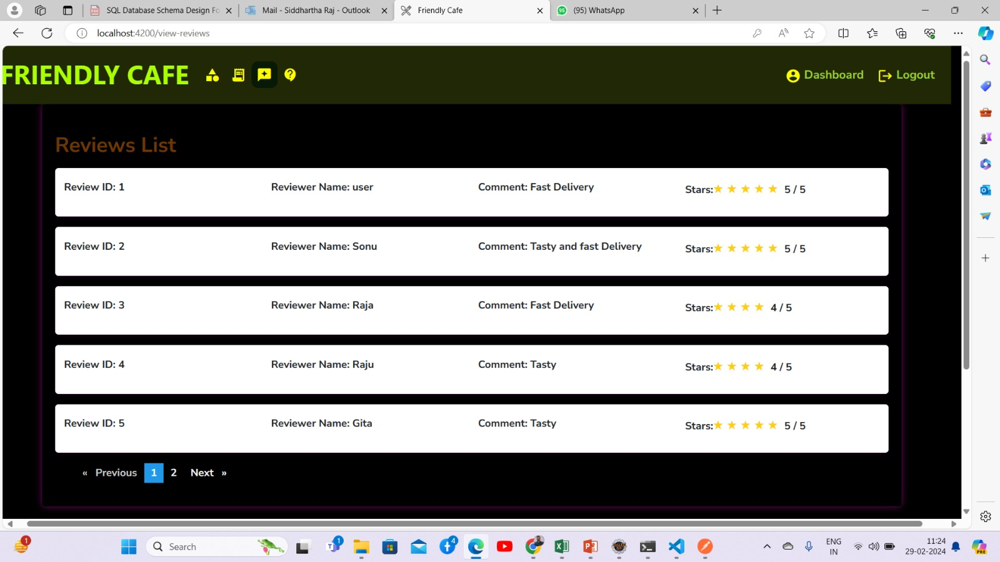 SQL Database Schema Design Fo
Mail - Siddhartha Raj - Outlook
Friendly Cafe
95 (95) WhatsApp
localhost:4200/view-reviews
FRIENDLY CAFE
Dashboard
Logout
Reviews List
Review ID: 1 Reviewer Name: user Comment: Fast Delivery Stars:★ ★ ★ ★ ★ 5 / 5
Review ID: 2 Reviewer Name: Sonu Comment: Tasty and fast Delivery Stars:★ ★ ★ ★ ★ 5 / 5
Review ID: 3 Reviewer Name: Raja Comment: Fast Delivery Stars:★ ★ ★ ★ 4 / 5
Review ID: 4 Reviewer Name: Raju Comment: Tasty Stars:★ ★ ★ ★ 4 / 5
Review ID: 5 Reviewer Name: Gita Comment: Tasty Stars:★ ★ ★ ★ ★ 5 / 5
« Previous 1 2 Next »
1
Search
1
4
ENG
IN
11:24
29-02-2024
PRE